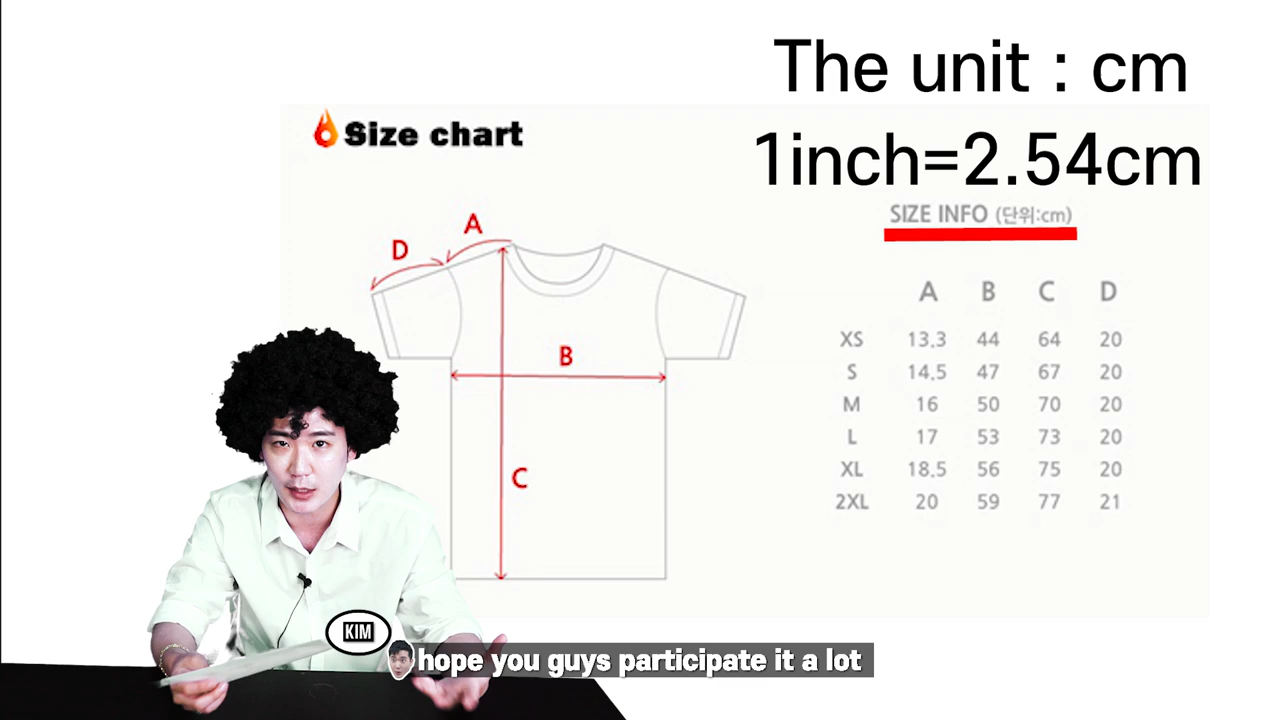 The unit : cm
1inch=2.54cm
Size chart
SIZE INFO (단위:cm)
A
D
B
C
A B C D
XS 13.3 44 64 20
S 14.5 47 67 20
M 16 50 70 20
L 17 53 73 20
XL 18.5 56 75 20
2XL 20 59 77 21
KIM
hope you guys participate it a lot